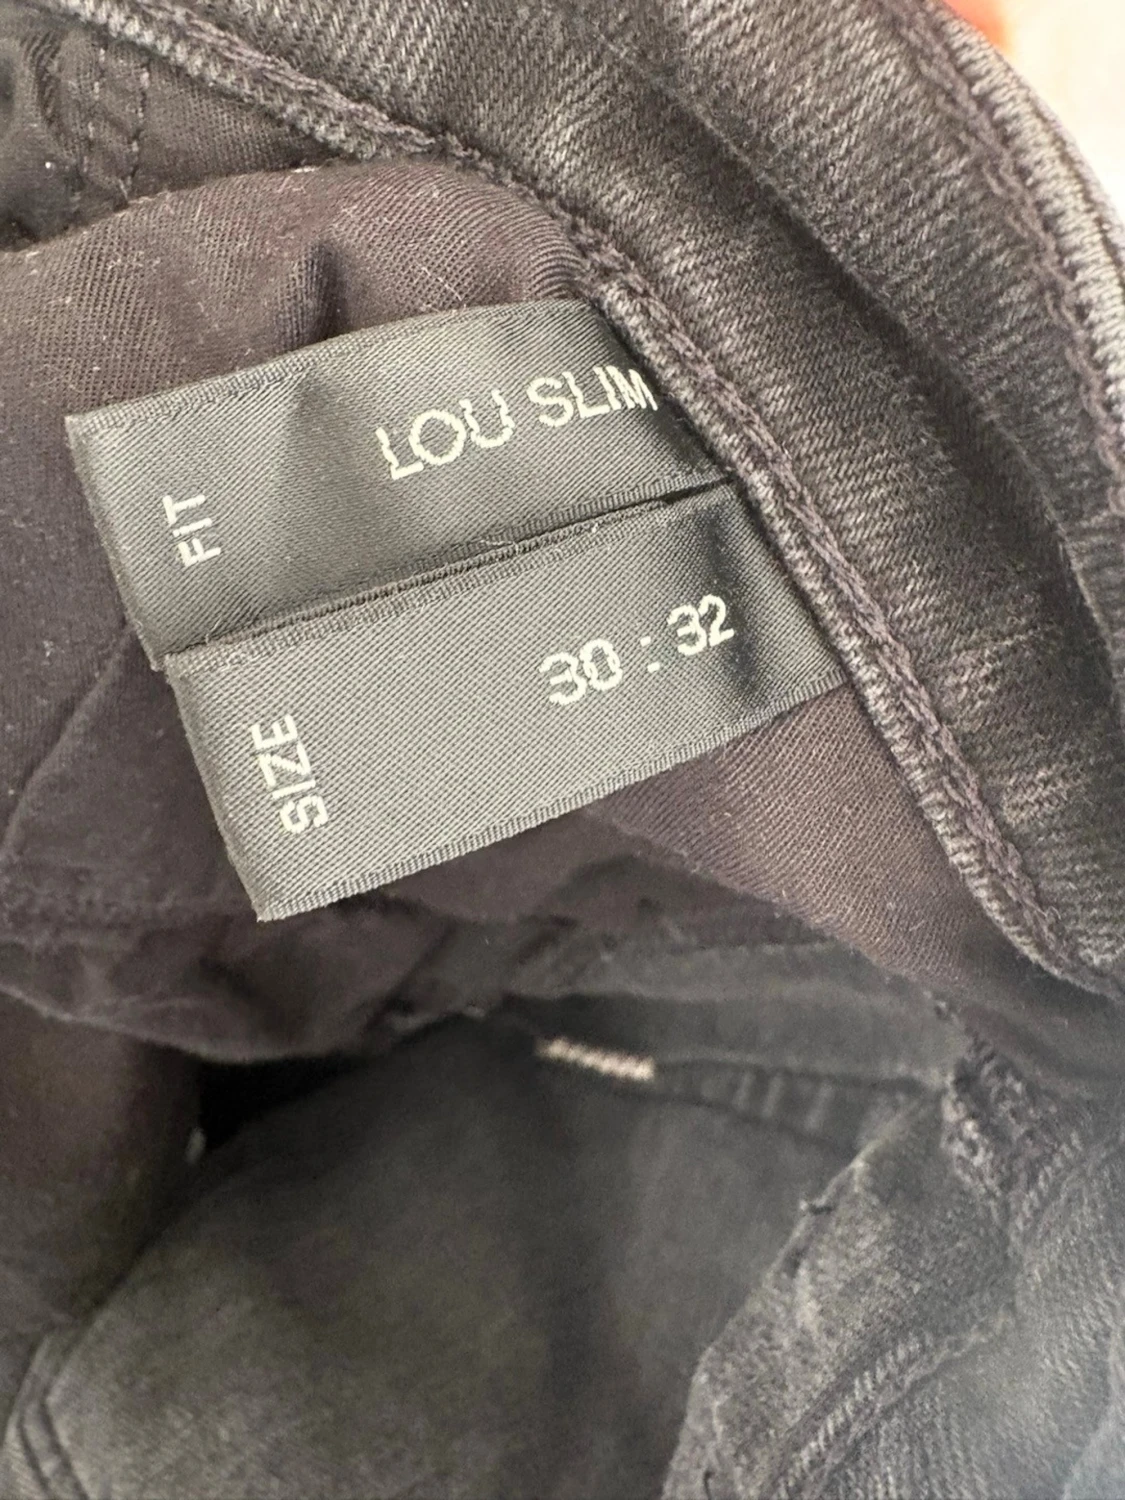 FIT
LOU SLIM
SIZE
30 : 32